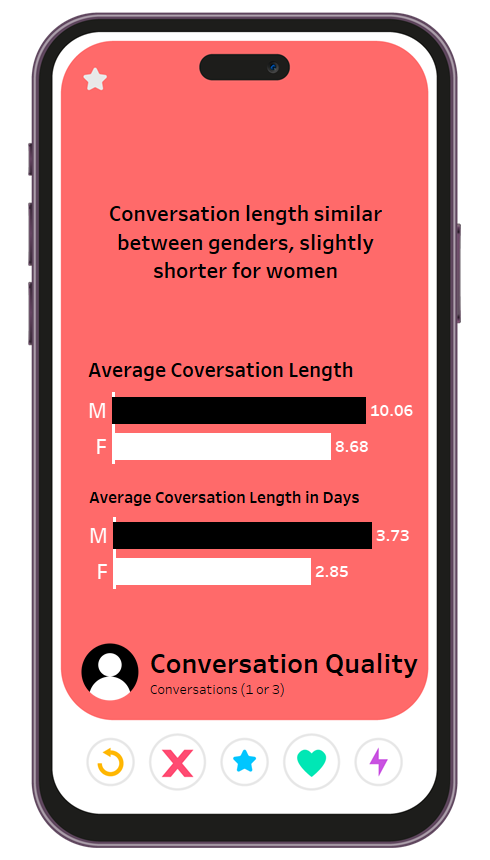 Conversation length similar
between genders, slightly
shorter for women
Average Coversation Length
M 10.06
F 8.68
Average Coversation Length in Days
M 3.73
F 2.85
Conversation Quality
Conversations (1 or 3)